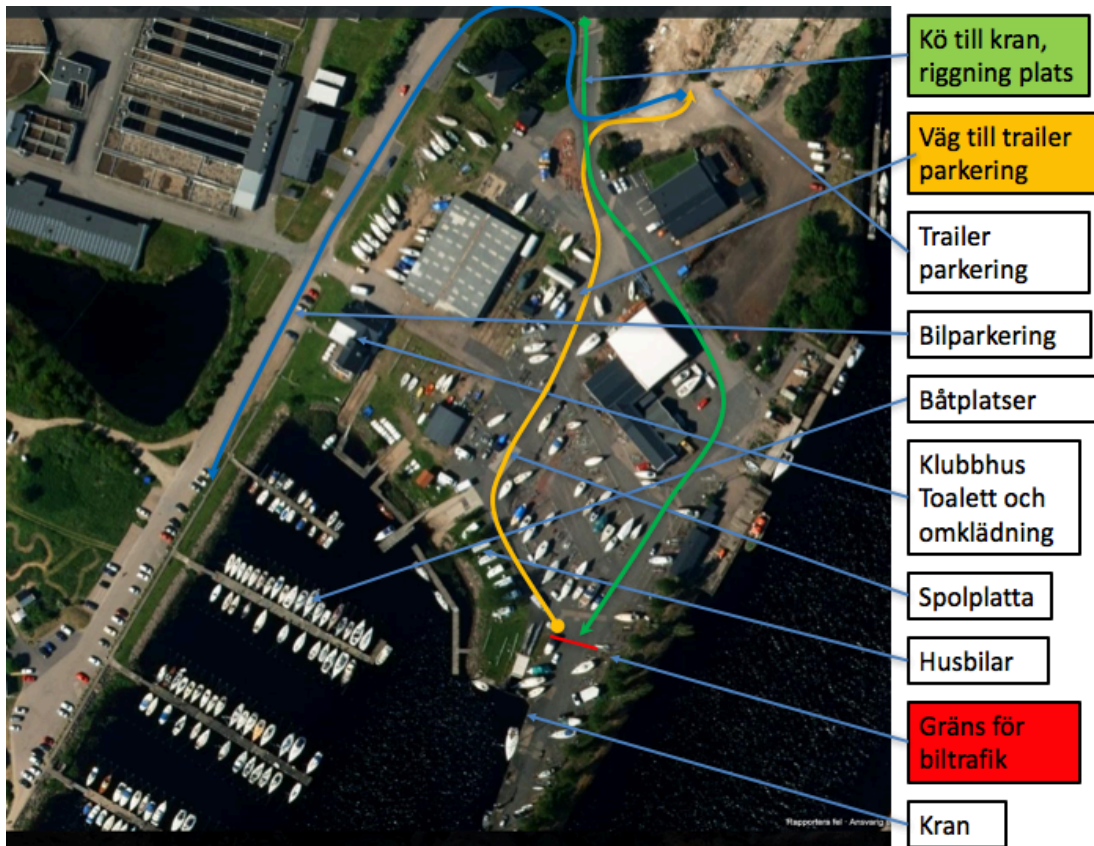 Kö till kran,
riggning plats
Väg till trailer
parkering
Trailer
parkering
Bilparkering
Båtplatser
Klubbhus
Toalett och
omklädning
Spolplatta
Husbilar
Gräns för
biltrafik
Kran
Rapportera fel · Ansvarig